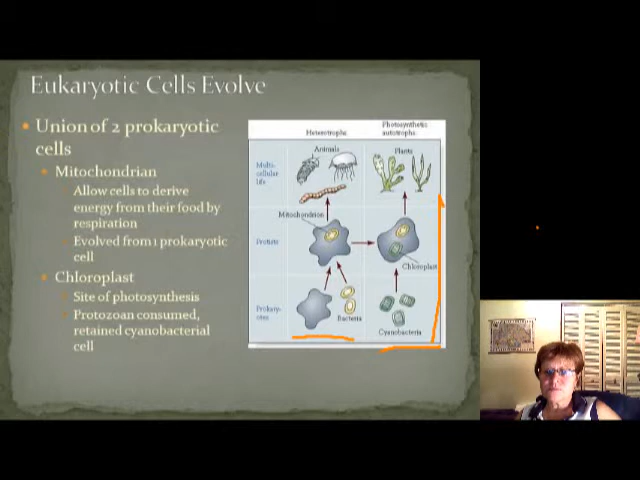 Eukaryotic Cells Evolve
Union of 2 prokaryotic
cells
Mitochondrian
Allow cells to derive
energy from their food by
respiration
Evolved from 1 prokaryotic
cell
Chloroplast
Site of photosynthesis
Protozoan consumed,
retained cyanobacterial
cell
Heterotrophs
Photosynthetic
autotrophs
Multi-
cellular
life
Animals
Plants
Mitochondrion
Protists
Chloroplast
Prokary-
otes
Bacteria
Cyanobacteria